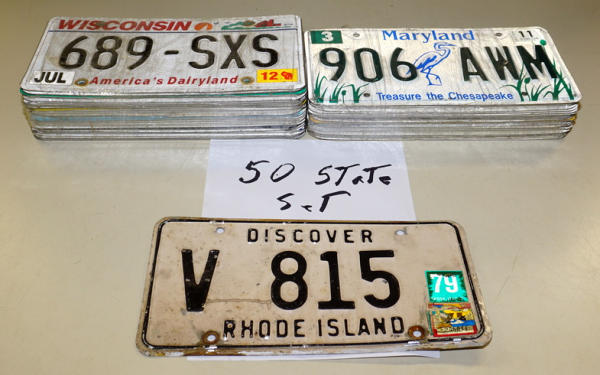 WISCONSIN
689-SXS
JUL
America's Dairyland
12
3
Maryland
11
906 AWM
Treasure the Chesapeake
50 STATE
SET
DISCOVER
V 815
79
RHODE ISLAND